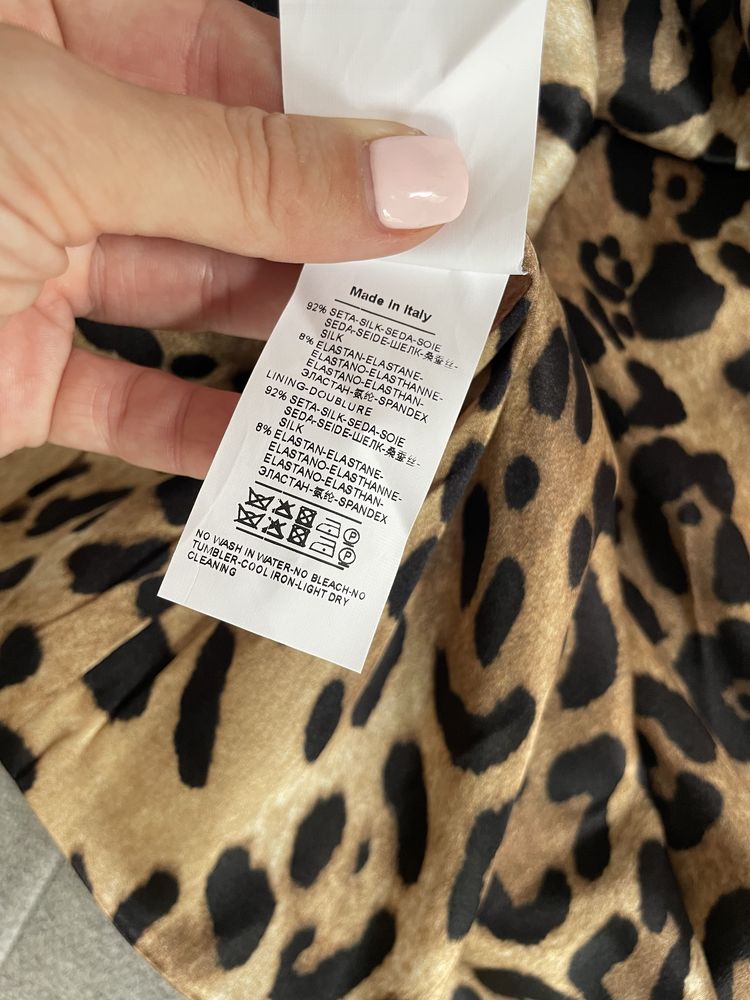 Made in Italy
92% SETA-SILK-SEDA-SOIE
SEDA-SEIDE-ШЕЛК-桑蚕丝-
SILK
8% ELASTAN-ELASTANE-
ELASTANO-ELASTHANNE-
ELASTANO-ELASTHAN-
ЭЛАСТАН-氨纶-SPANDEX
LINING-DOUBLURE
92% SETA-SILK-SEDA-SOIE
SEDA-SEIDE-ШЕЛК-桑蚕丝-
SILK
8% ELASTAN-ELASTANE-
ELASTANO-ELASTHANNE-
ELASTANO-ELASTHAN-
ЭЛАСТАН-氨纶-SPANDEX
P
P
NO WASH IN WATER-NO BLEACH-NO
TUMBLER-COOL IRON-LIGHT DRY
CLEANING